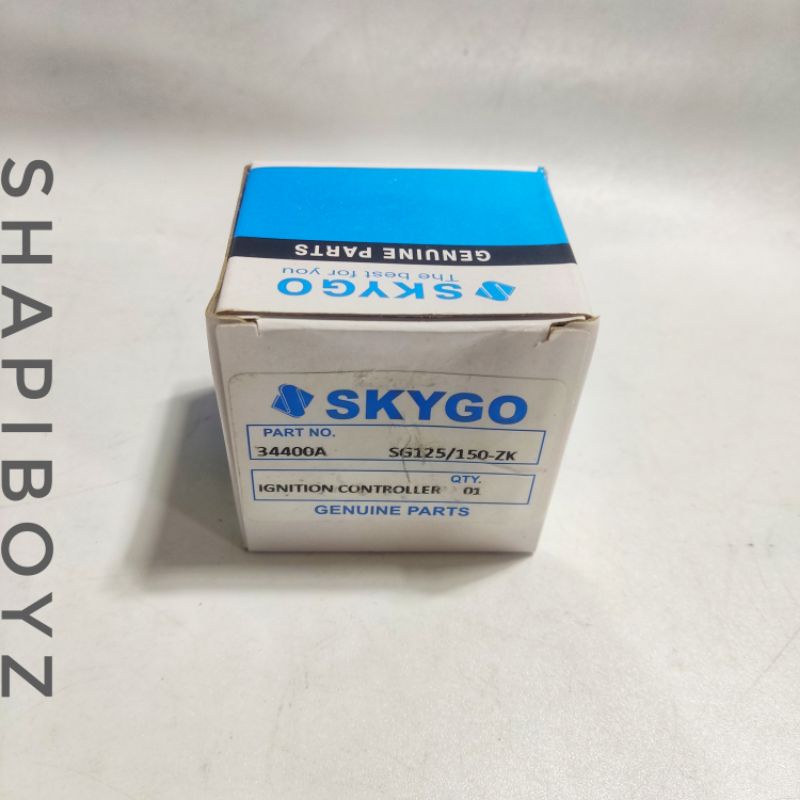 SHAPIBOYZ
GENUINE PARTS
The best for you
SKYGO
SKYGO
PART NO.
34400A SG125/150-ZK
QTY.
IGNITION CONTROLLER 01
GENUINE PARTS